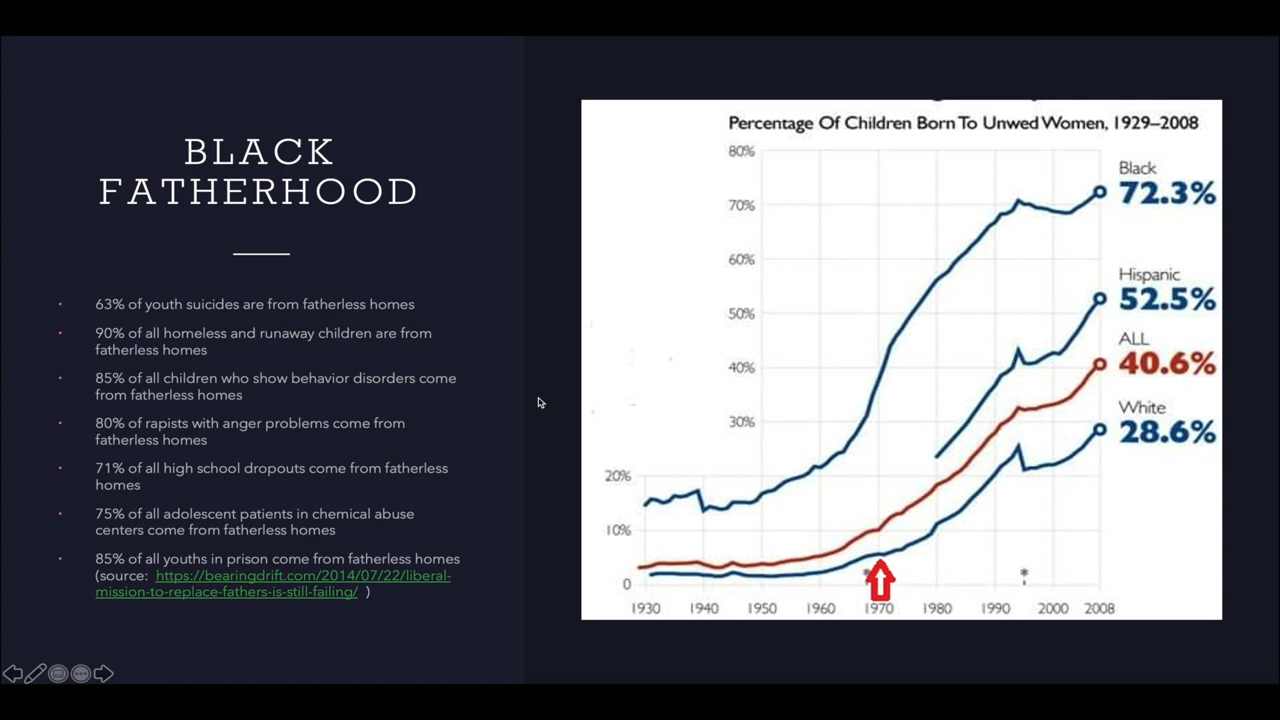 BLACK
FATHERHOOD
• 63% of youth suicides are from fatherless homes
• 90% of all homeless and runaway children are from
fatherless homes
• 85% of all children who show behavior disorders come
from fatherless homes
• 80% of rapists with anger problems come from
fatherless homes
• 71% of all high school dropouts come from fatherless
homes
• 75% of all adolescent patients in chemical abuse
centers come from fatherless homes
• 85% of all youths in prison come from fatherless homes
(source: https://bearingdrift.com/2014/07/22/liberal-
mission-to-replace-fathers-is-still-failing/ )
Percentage Of Children Born To Unwed Women, 1929–2008
80%
70%
60%
50%
40%
30%
20%
10%
0
Black
72.3%
Hispanic
52.5%
ALL
40.6%
White
28.6%
* *
1930 1940 1950 1960 1970 1980 1990 2000 2008